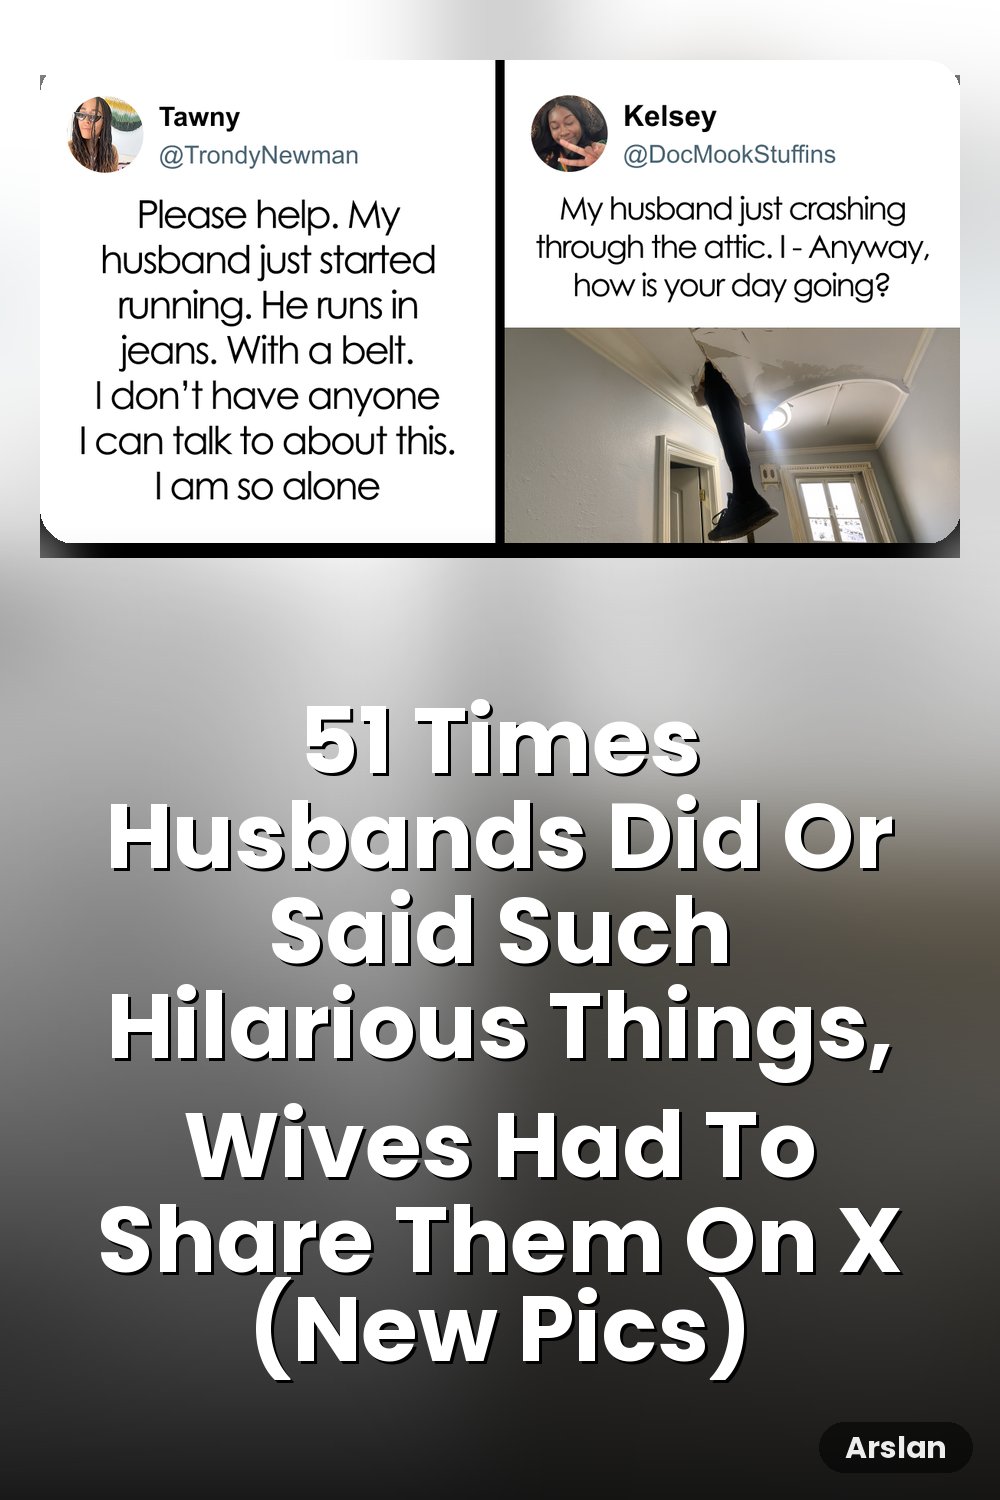 Tawny
@TrondyNewman
Please help. My
husband just started
running. He runs in
jeans. With a belt.
I don’t have anyone
I can talk to about this.
I am so alone
Kelsey
@DocMookStuffins
My husband just crashing
through the attic. I - Anyway,
how is your day going?
51 Times
Husbands Did Or
Said Such
Hilarious Things,
Wives Had To
Share Them On X
(New Pics)
Arslan